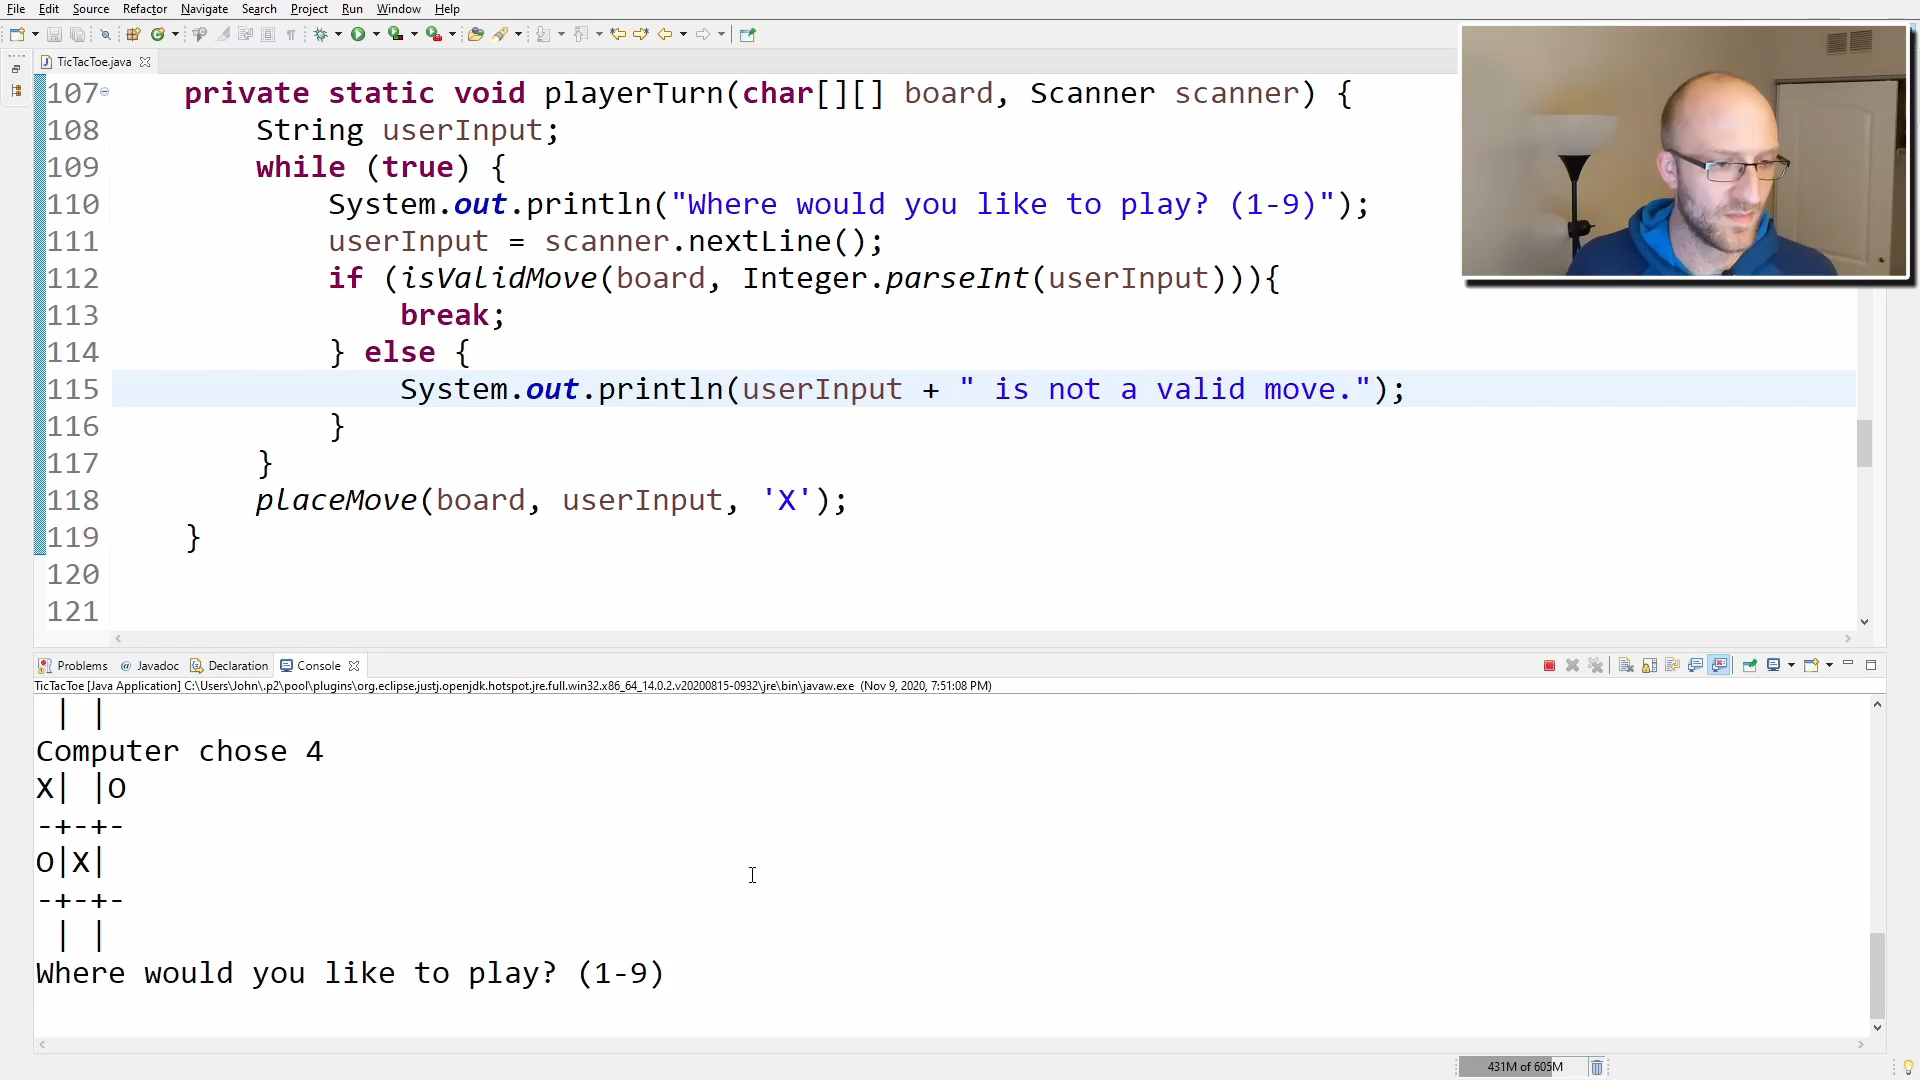 File Edit Source Refactor Navigate Search Project Run Window Help
TicTacToe.java
107 private static void playerTurn(char[][] board, Scanner scanner) {
108 String userInput;
109 while (true) {
110 System.out.println("Where would you like to play? (1-9)");
111 userInput = scanner.nextLine();
112 if (isValidMove(board, Integer.parseInt(userInput))){
113 break;
114 } else {
115 System.out.println(userInput + " is not a valid move.");
116 }
117 }
118 placeMove(board, userInput, 'X');
119 }
120
121
Problems Javadoc Declaration Console
TicTacToe [Java Application] C:\Users\John\.p2\pool\plugins\org.eclipse.justj.openjdk.hotspot.jre.full.win32.x86_64_14.0.2.v20200815-0932\jre\bin\javaw.exe (Nov 9, 2020, 7:51:08 PM)
 | |
Computer chose 4
X| |O
-+-+-
O|X|
-+-+-
 | |
Where would you like to play? (1-9)
431M of 605M